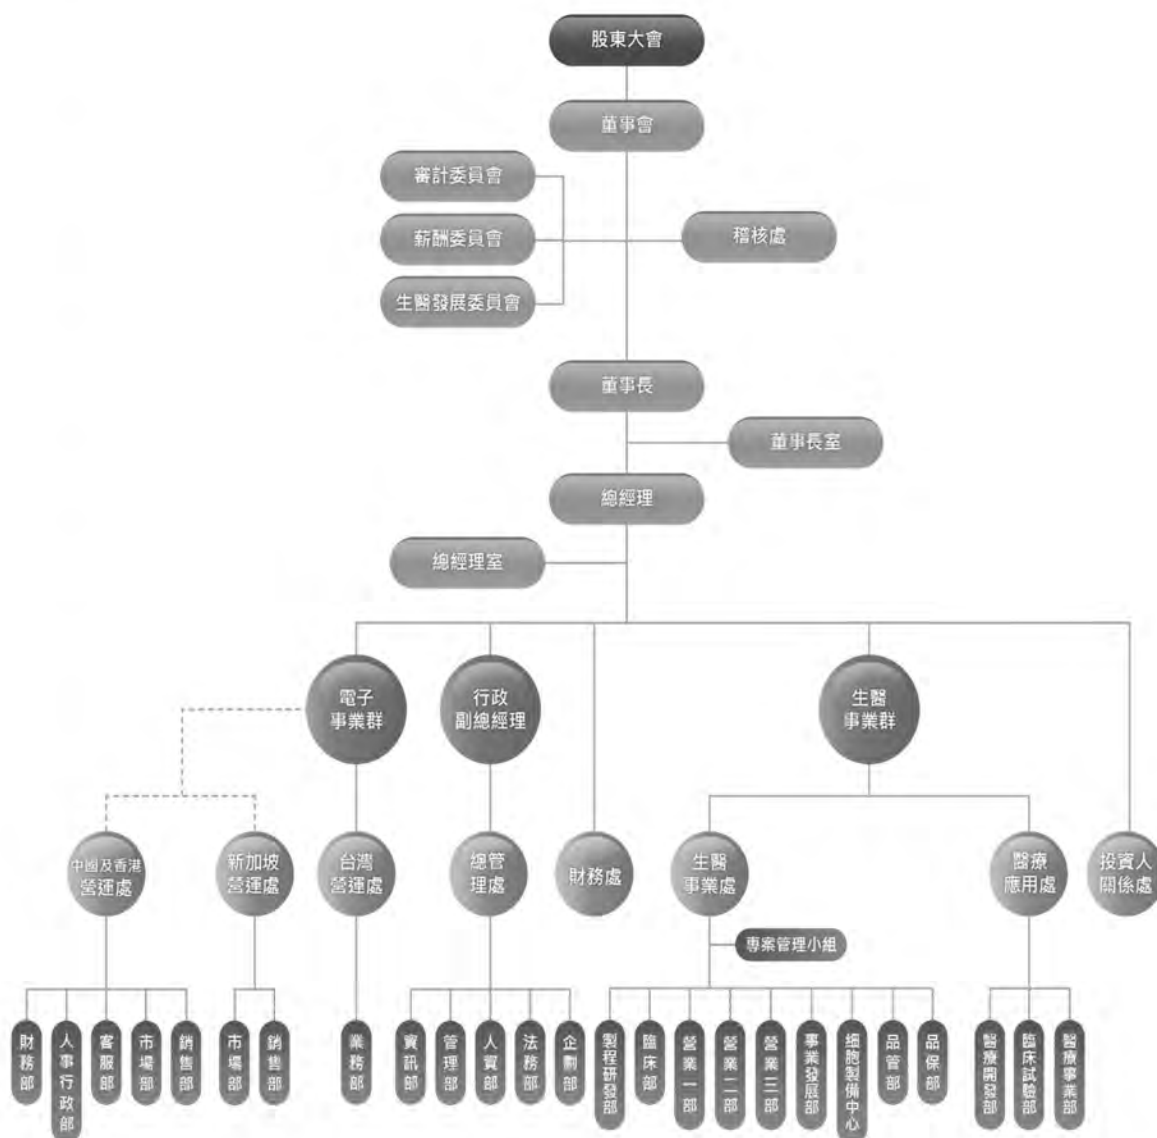 股東大會
董事會
審計委員會
薪酬委員會
稽核處
生醫發展委員會
董事長
董事長室
總經理
總經理室
電子
事業群
行政
副總經理
生醫
事業群
中國及香港
營運處
新加坡
營運處
台灣
營運處
總管
理處
財務處
生醫
事業處
醫療
應用處
投資人
關係處
專案管理小組
財務部
人事行政部
客服部
市場部
銷售部
市場部
銷售部
業務部
資訊部
管理部
人資部
法務部
企劃部
製程研發部
臨床部
營業一部
營業二部
營業三部
事業發展部
細胞製備中心
品管部
品保部
醫療開發部
臨床試驗部
醫療事業部